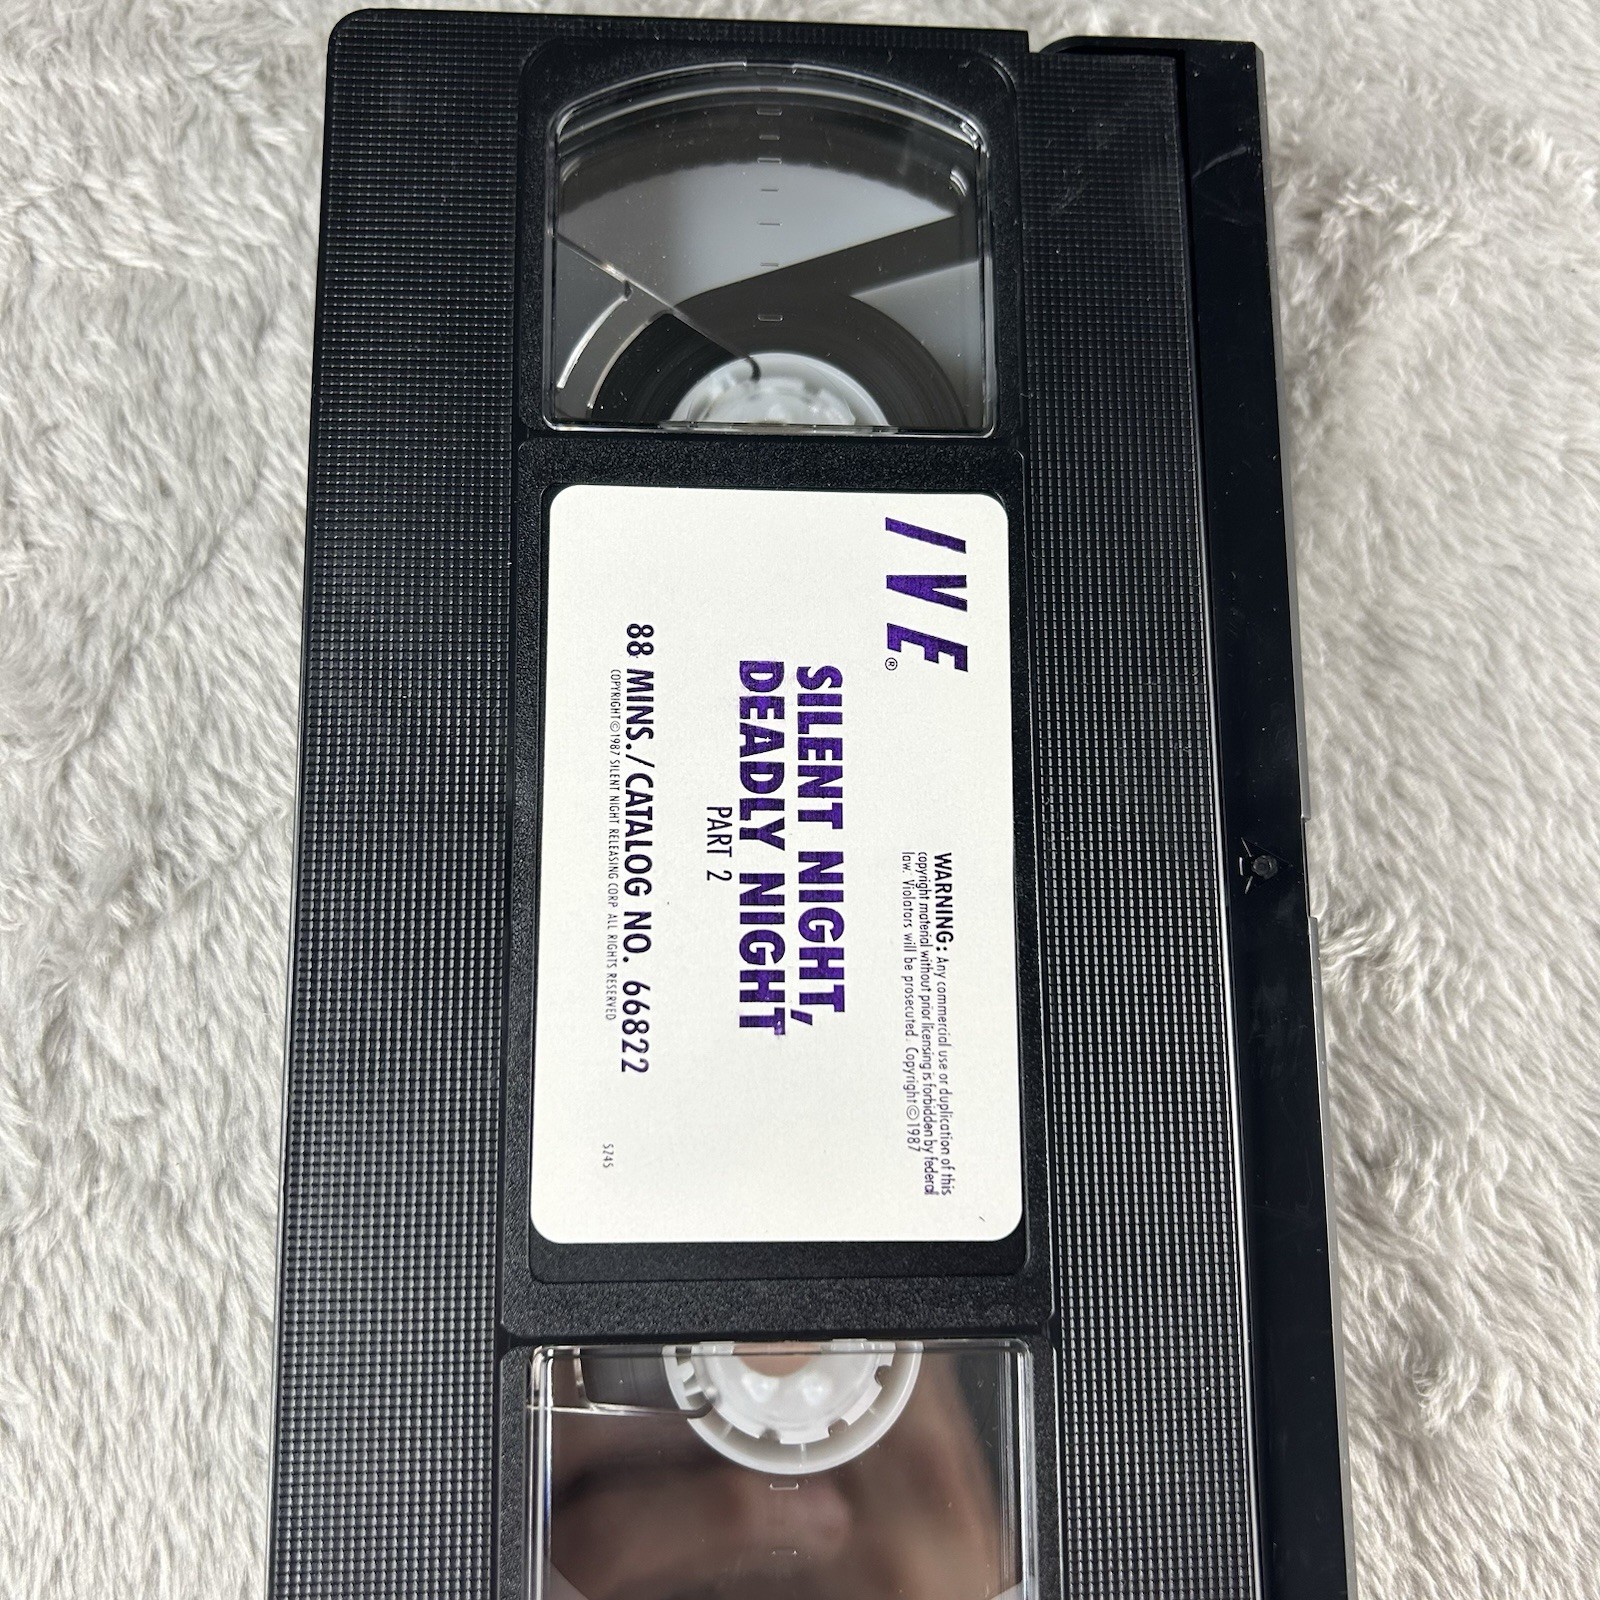 IVE®
WARNING: Any commercial use or duplication of this
copyright material without prior licensing is forbidden by federal
law. Violators will be prosecuted. Copyright © 1987
SILENT NIGHT,
DEADLY NIGHT
PART 2
88 MINS./CATALOG NO. 66822
COPYRIGHT © 1987 SILENT NIGHT RELEASING CORP ALL RIGHTS RESERVED
S245